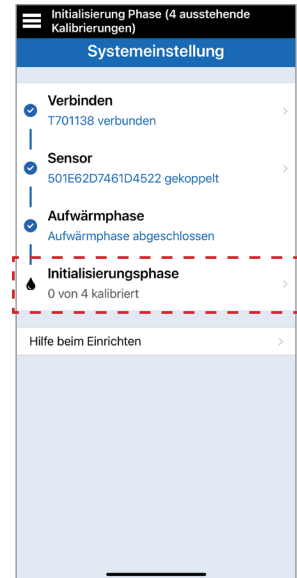 Initialisierung Phase (4 ausstehende
Kalibrierungen)
Systemeinstellung
Verbinden
T701138 verbunden
Sensor
501E62D7461D4522 gekoppelt
Aufwärmphase
Aufwärmphase abgeschlossen
Initialisierungsphase
0 von 4 kalibriert
Hilfe beim Einrichten